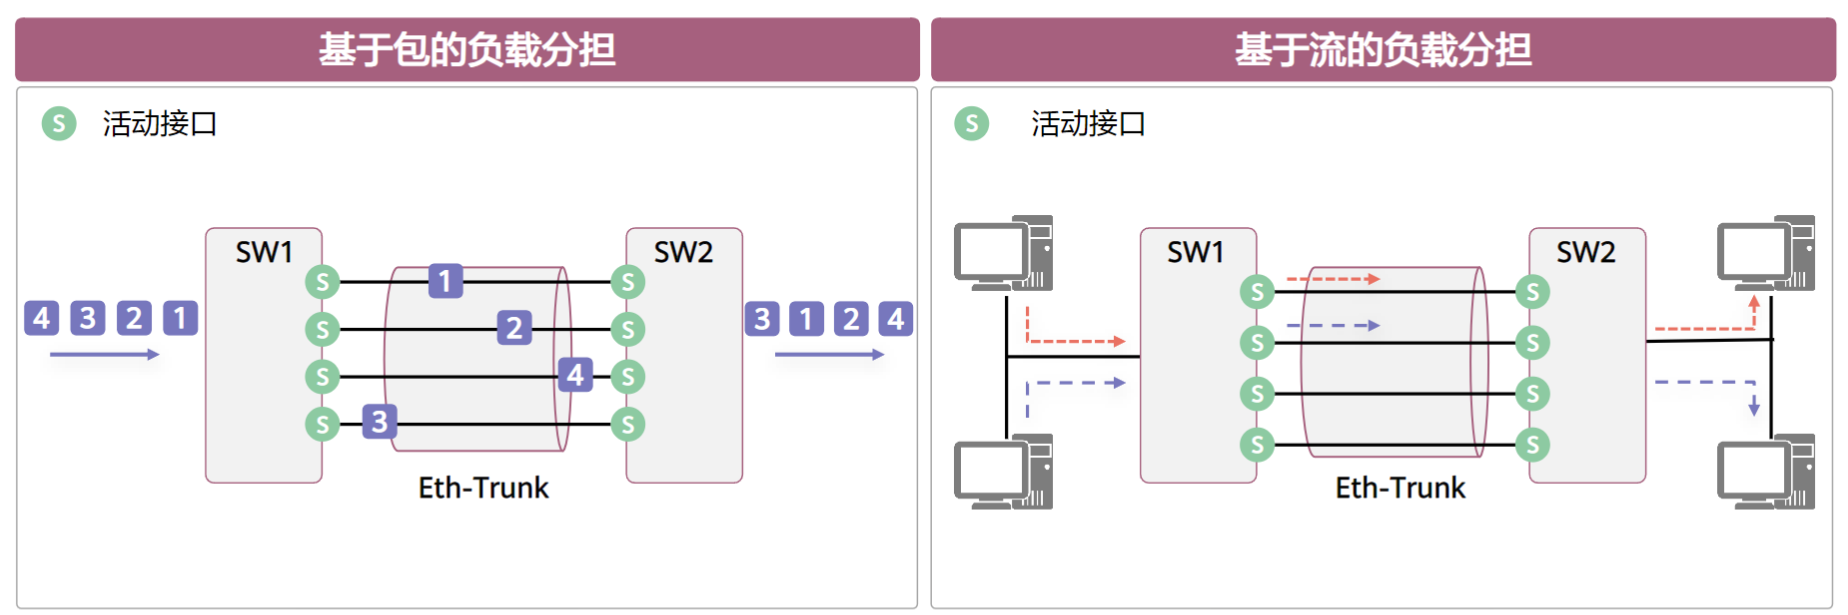 基于包的负载分担
S 活动接口
SW1
SW2
S 1 S
4 3 2 1
S 2 S
3 1 2 4
S 4 S
S 3 S
Eth-Trunk
基于流的负载分担
S 活动接口
SW1
SW2
S S
S S
S S
S S
Eth-Trunk